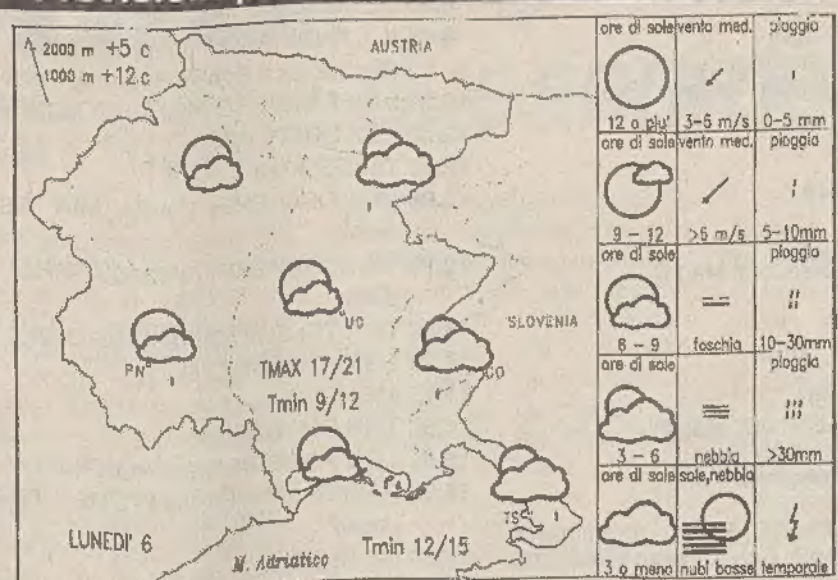 2000 m +5 c
1000 m +12 c
AUSTRIA
SLOVENIA
UD
PN
GO
TS
TMAX 17/21
Tmin 9/12
LUNEDI' 6
M. Adriatico
Tmin 12/15
ore di sole vento med. pioggia
12 o piu' 3-6 m/s 0-5 mm
ore di sole vento med. pioggia
9 - 12 >6 m/s 5-10mm
ore di sole pioggia
6 - 9 foschia 10-30mm
ore di sole pioggia
3 - 6 nebbia >30mm
ore di sole sole,nebbia
3 o meno nubi basse temporale